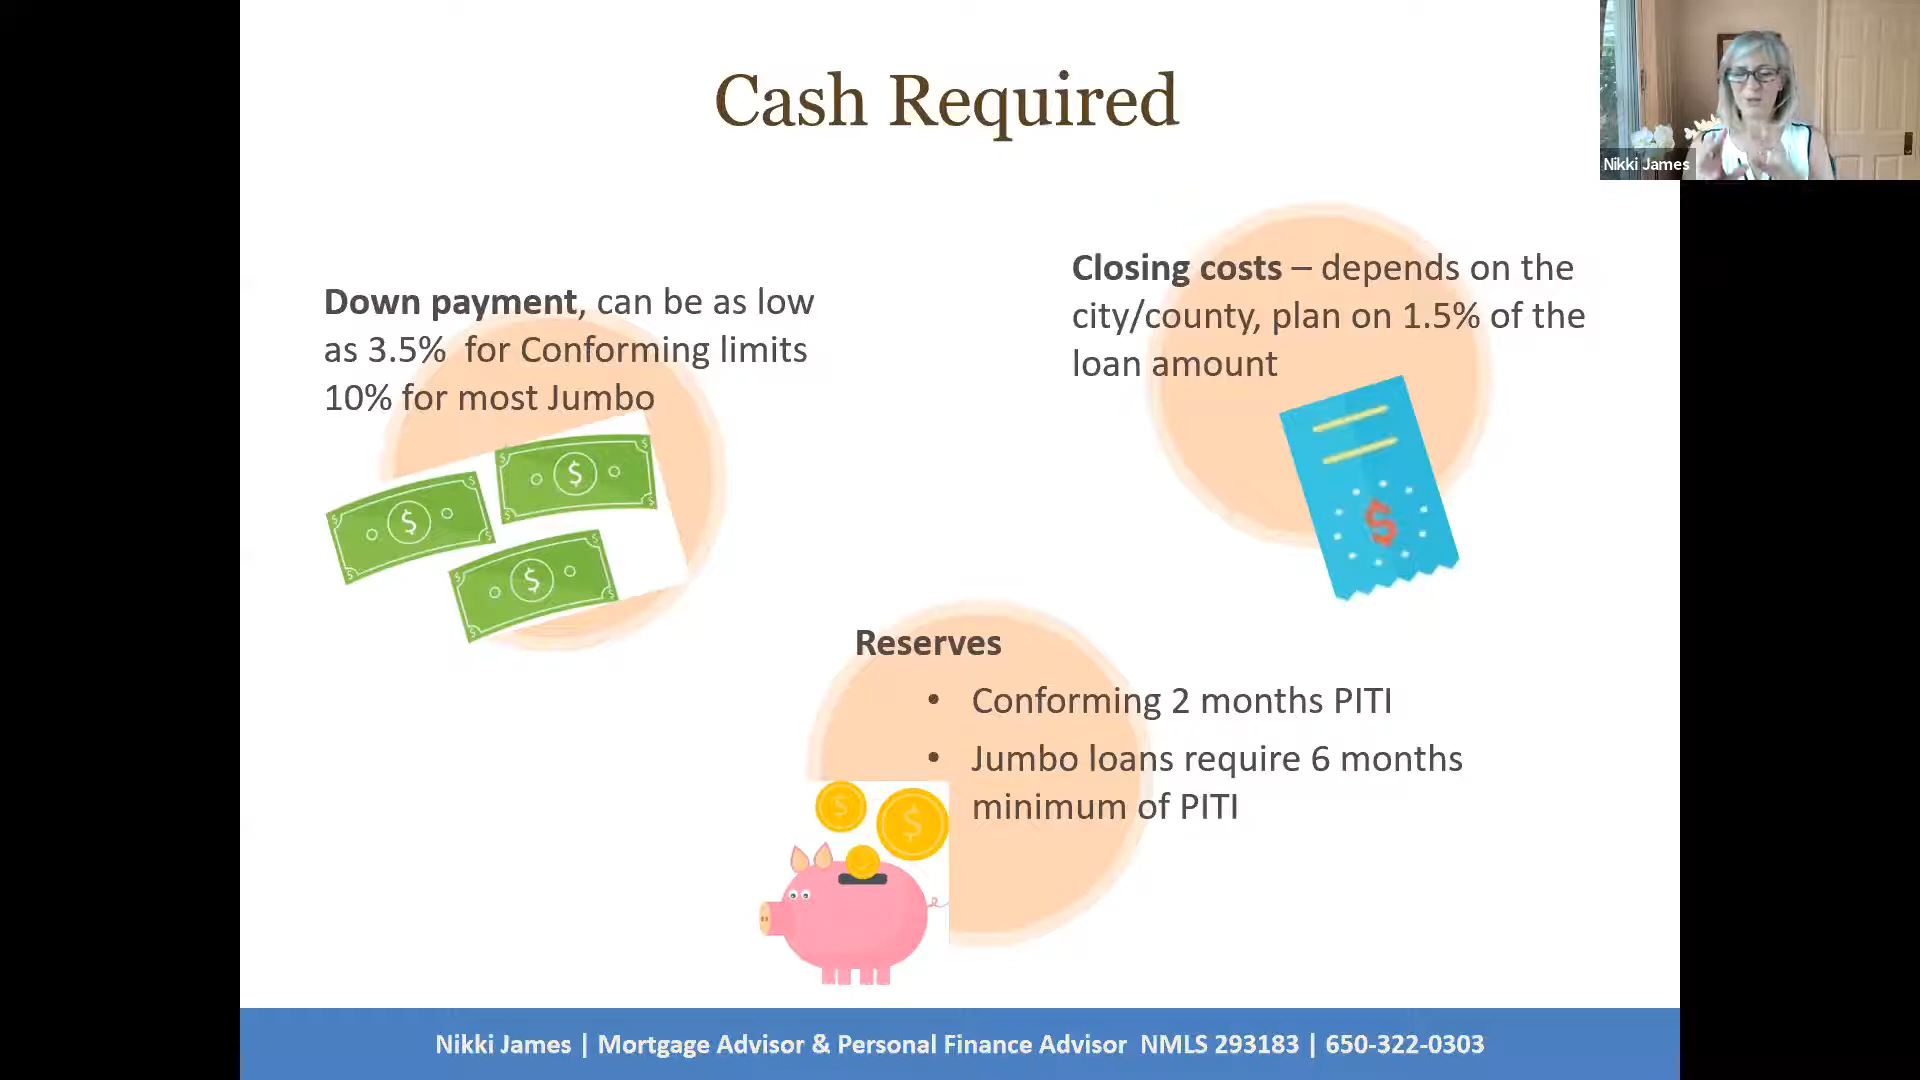 Cash Required
Nikki James
Down payment, can be as low
as 3.5% for Conforming limits
10% for most Jumbo
Closing costs – depends on the
city/county, plan on 1.5% of the
loan amount
$
$
$
$
Reserves
• Conforming 2 months PITI
• Jumbo loans require 6 months
minimum of PITI
$
$
Nikki James | Mortgage Advisor & Personal Finance Advisor NMLS 293183 | 650-322-0303